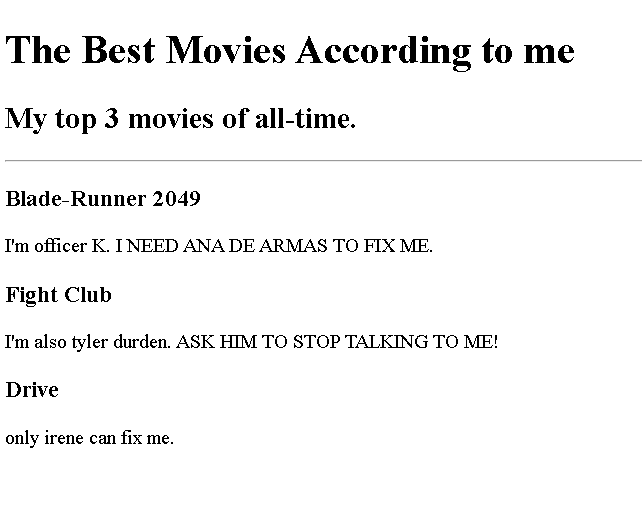 The Best Movies According to me
My top 3 movies of all-time.
Blade-Runner 2049
I'm officer K. I NEED ANA DE ARMAS TO FIX ME.
Fight Club
I'm also tyler durden. ASK HIM TO STOP TALKING TO ME!
Drive
only irene can fix me.